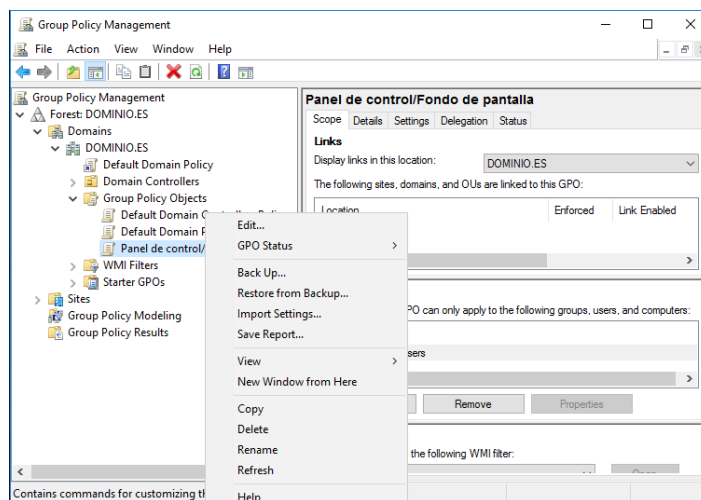 Group Policy Management
File Action View Window Help
Group Policy Management
Forest: DOMINIO.ES
Domains
DOMINIO.ES
Default Domain Policy
Domain Controllers
Group Policy Objects
Default Domain
Default Domain P
Panel de control/
WMI Filters
Starter GPOs
Sites
Group Policy Modeling
Group Policy Results
Edit...
GPO Status
Back Up...
Restore from Backup...
Import Settings...
Save Report...
View
New Window from Here
Copy
Delete
Rename
Refresh
Help
Panel de control/Fondo de pantalla
Scope Details Settings Delegation Status
Links
Display links in this location: DOMINIO.ES
The following sites, domains, and OUs are linked to this GPO:
Location Enforced Link Enabled
PO can only apply to the following groups, users, and computers:
sers
Remove Properties
the following WMI filter:
Contains commands for customizing th